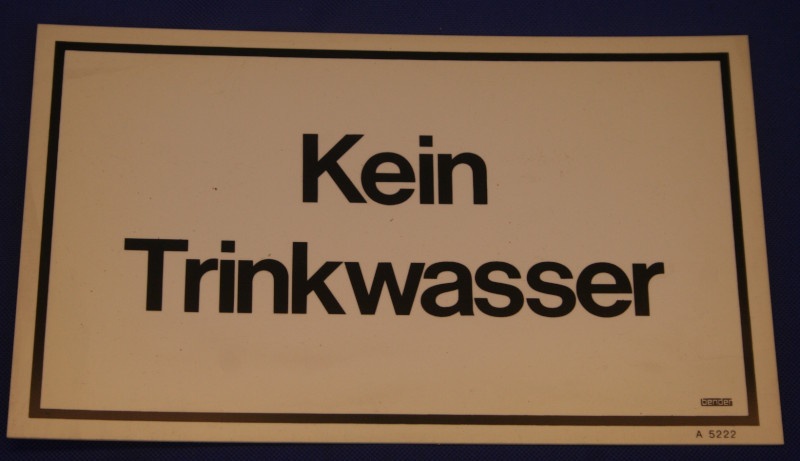 Kein
Trinkwasser
A 5222